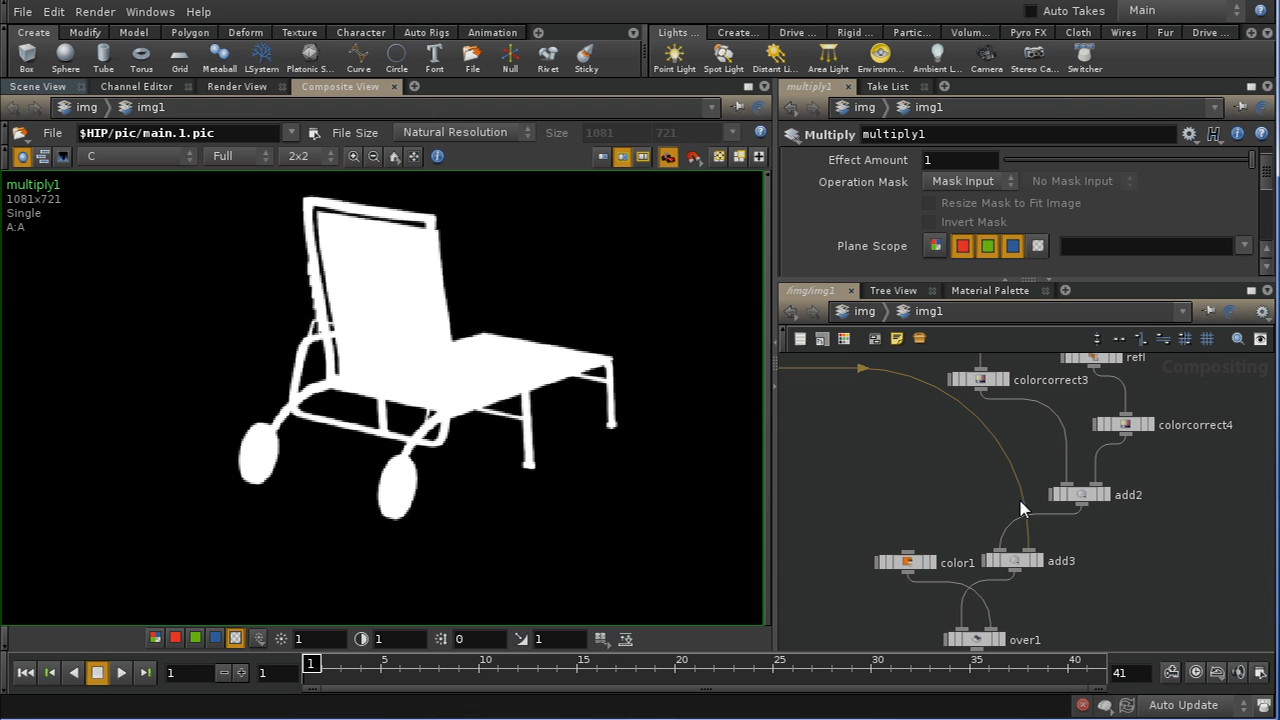 File Edit Render Windows Help Auto Takes Main
Create Modify Model Polygon Deform Texture Character Auto Rigs Animation Lights ... Create... Drive ... Rigid ... Partic... Volum... Pyro FX Cloth Wires Fur Drive ...
Box Sphere Tube Torus Grid Metaball LSystem Platonic S... Curve Circle Font File Null Rivet Sticky Point Light Spot Light Distant L... Area Light Environm... Ambient L... Camera Stereo Ca... Switcher
Scene View Channel Editor Render View Composite View multiply1 Take List
img img1 img img1
File $HIP/pic/main.1.pic File Size Natural Resolution Size 1081 721 Multiply multiply1
C Full 2x2 Effect Amount 1
Operation Mask Mask Input No Mask Input
multiply1
1081x721
Single
A:A
Resize Mask to Fit Image
Invert Mask
Plane Scope
/img/img1 Tree View Material Palette
img img1
Compositing
refl
colorcorrect3
colorcorrect4
add2
color1 add3
over1
1 1 0 1
1 1 1 5 10 15 20 25 30 35 40 41
Auto Update